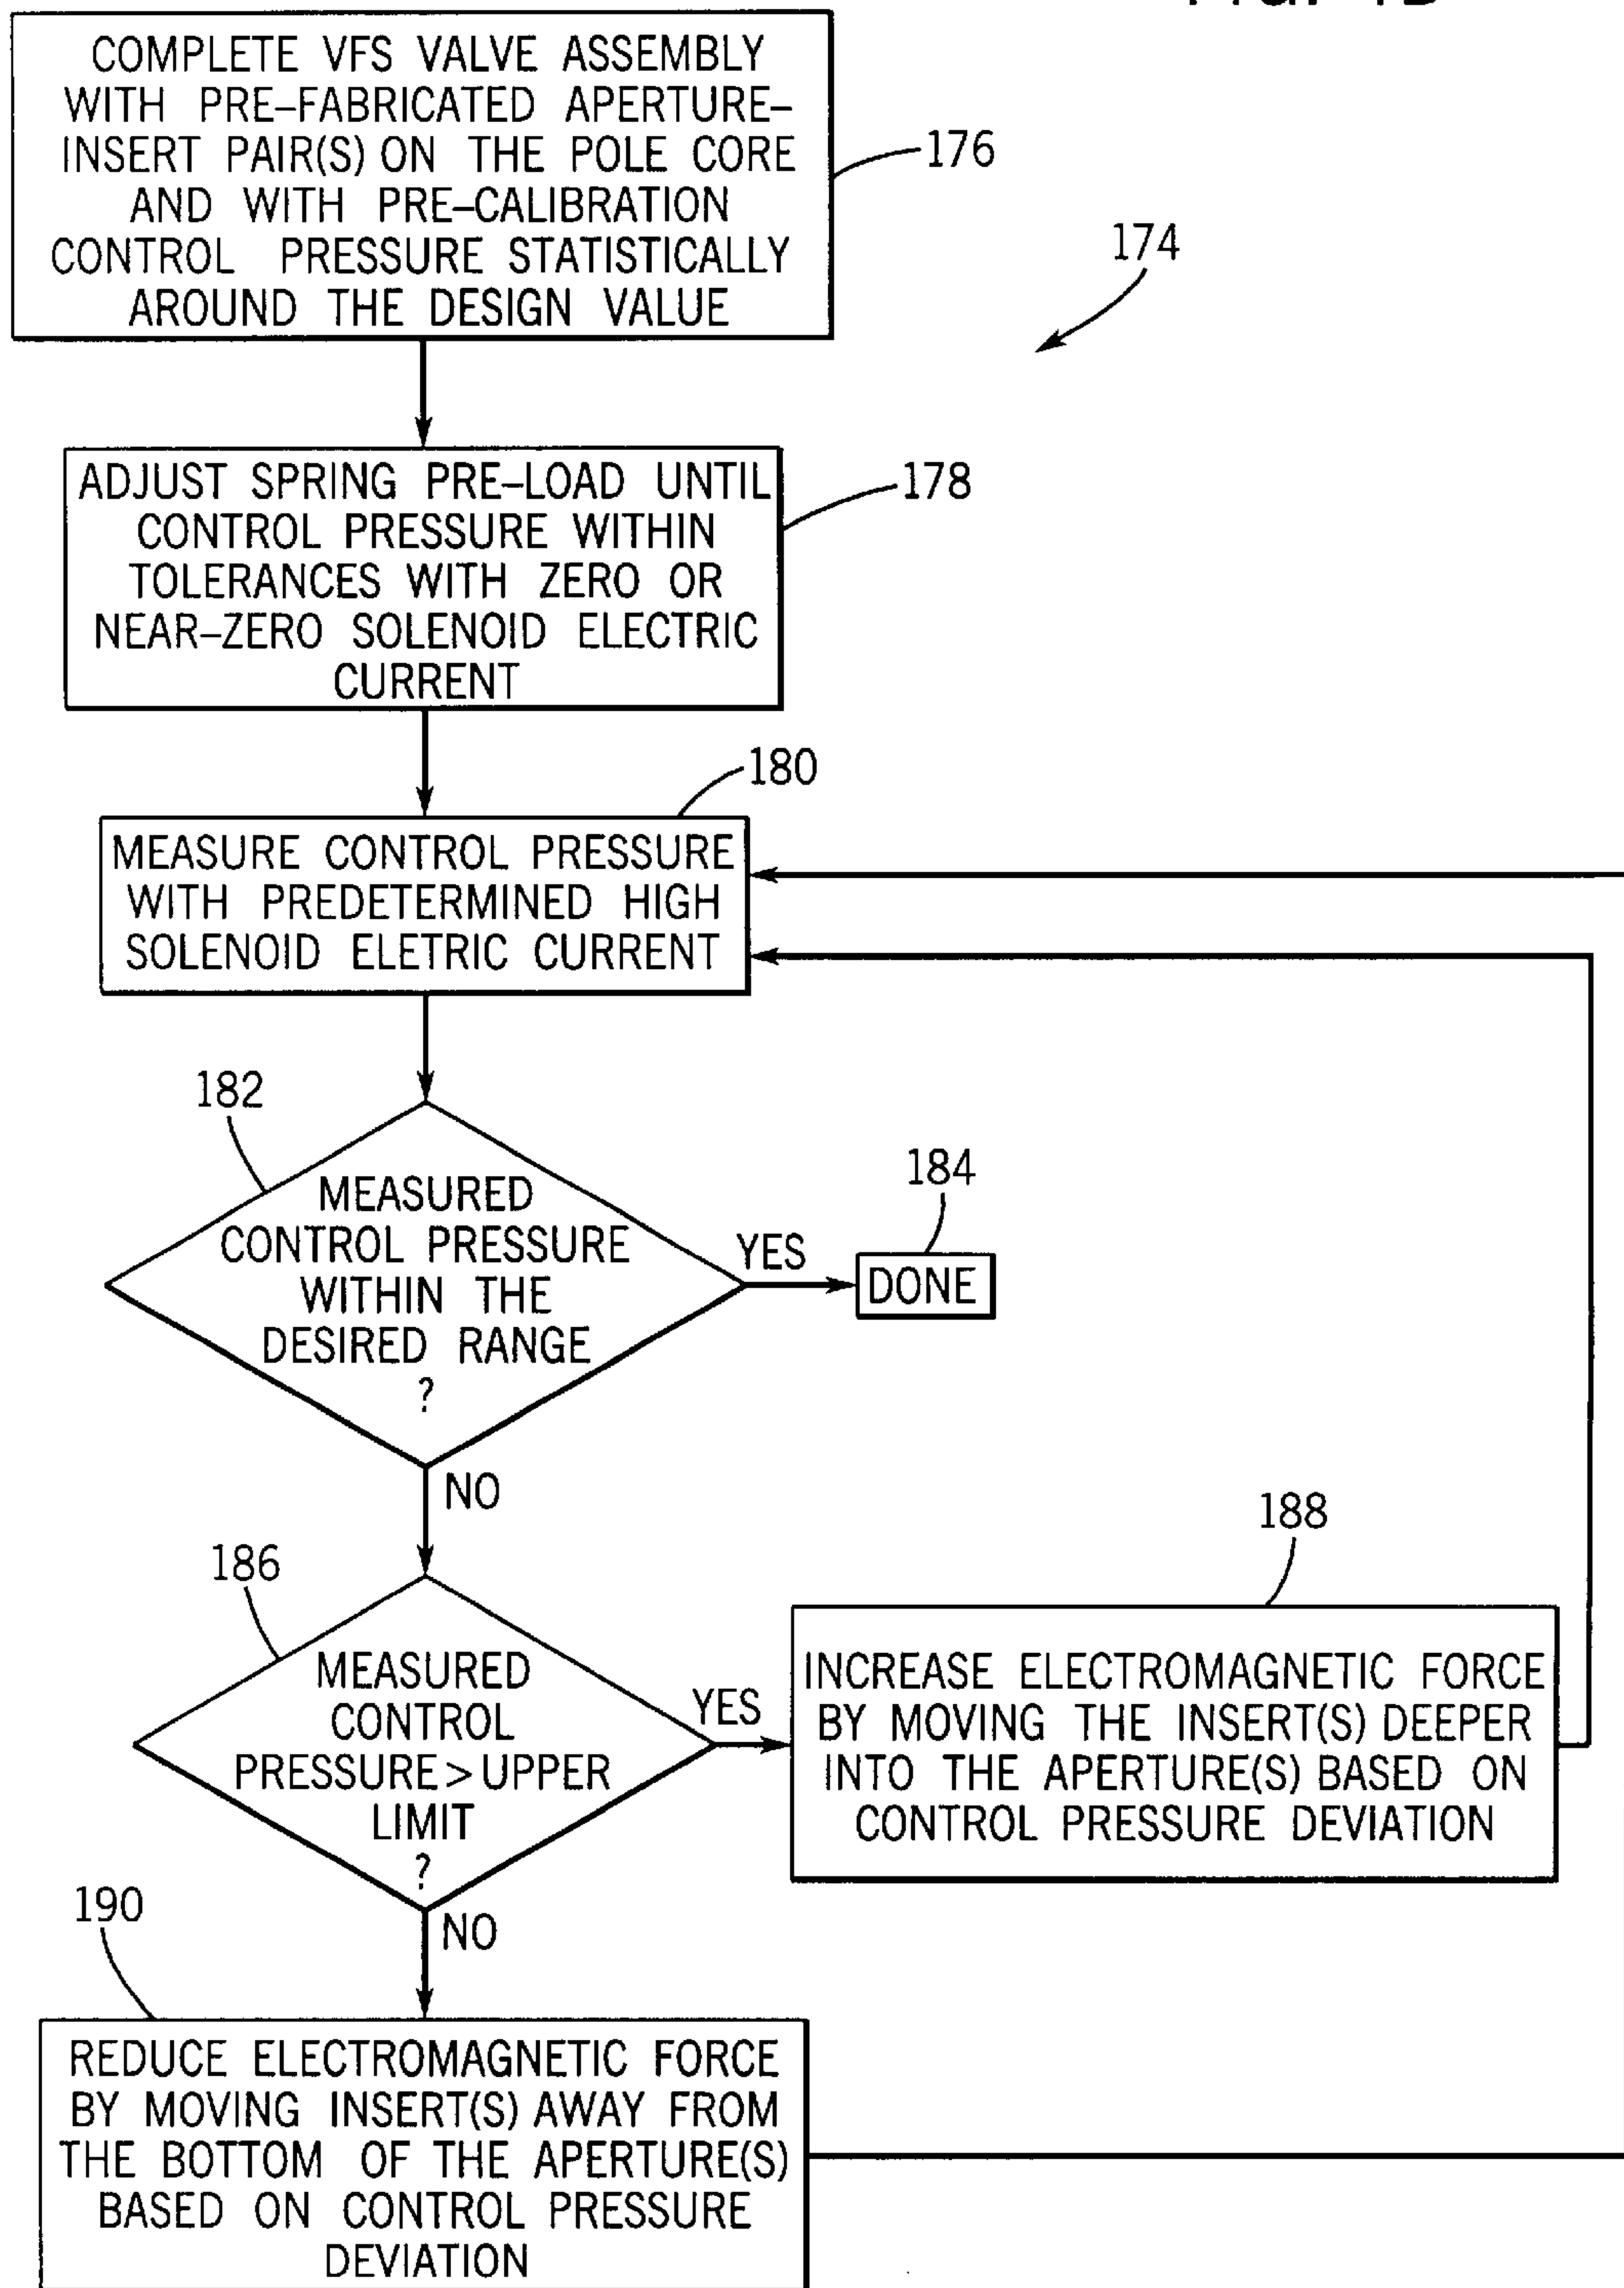 COMPLETE VFS VALVE ASSEMBLY
WITH PRE–FABRICATED APERTURE–
INSERT PAIR(S) ON THE POLE CORE
AND WITH PRE–CALIBRATION
CONTROL PRESSURE STATISTICALLY
AROUND THE DESIGN VALUE
176
174
ADJUST SPRING PRE–LOAD UNTIL
CONTROL PRESSURE WITHIN
TOLERANCES WITH ZERO OR
NEAR–ZERO SOLENOID ELECTRIC
CURRENT
178
180
MEASURE CONTROL PRESSURE
WITH PREDETERMINED HIGH
SOLENOID ELETRIC CURRENT
182
MEASURED
CONTROL PRESSURE
WITHIN THE
DESIRED RANGE
?
YES
184
DONE
NO
186
MEASURED
CONTROL
PRESSURE > UPPER
LIMIT
?
YES
188
INCREASE ELECTROMAGNETIC FORCE
BY MOVING THE INSERT(S) DEEPER
INTO THE APERTURE(S) BASED ON
CONTROL PRESSURE DEVIATION
NO
190
REDUCE ELECTROMAGNETIC FORCE
BY MOVING INSERT(S) AWAY FROM
THE BOTTOM OF THE APERTURE(S)
BASED ON CONTROL PRESSURE
DEVIATION